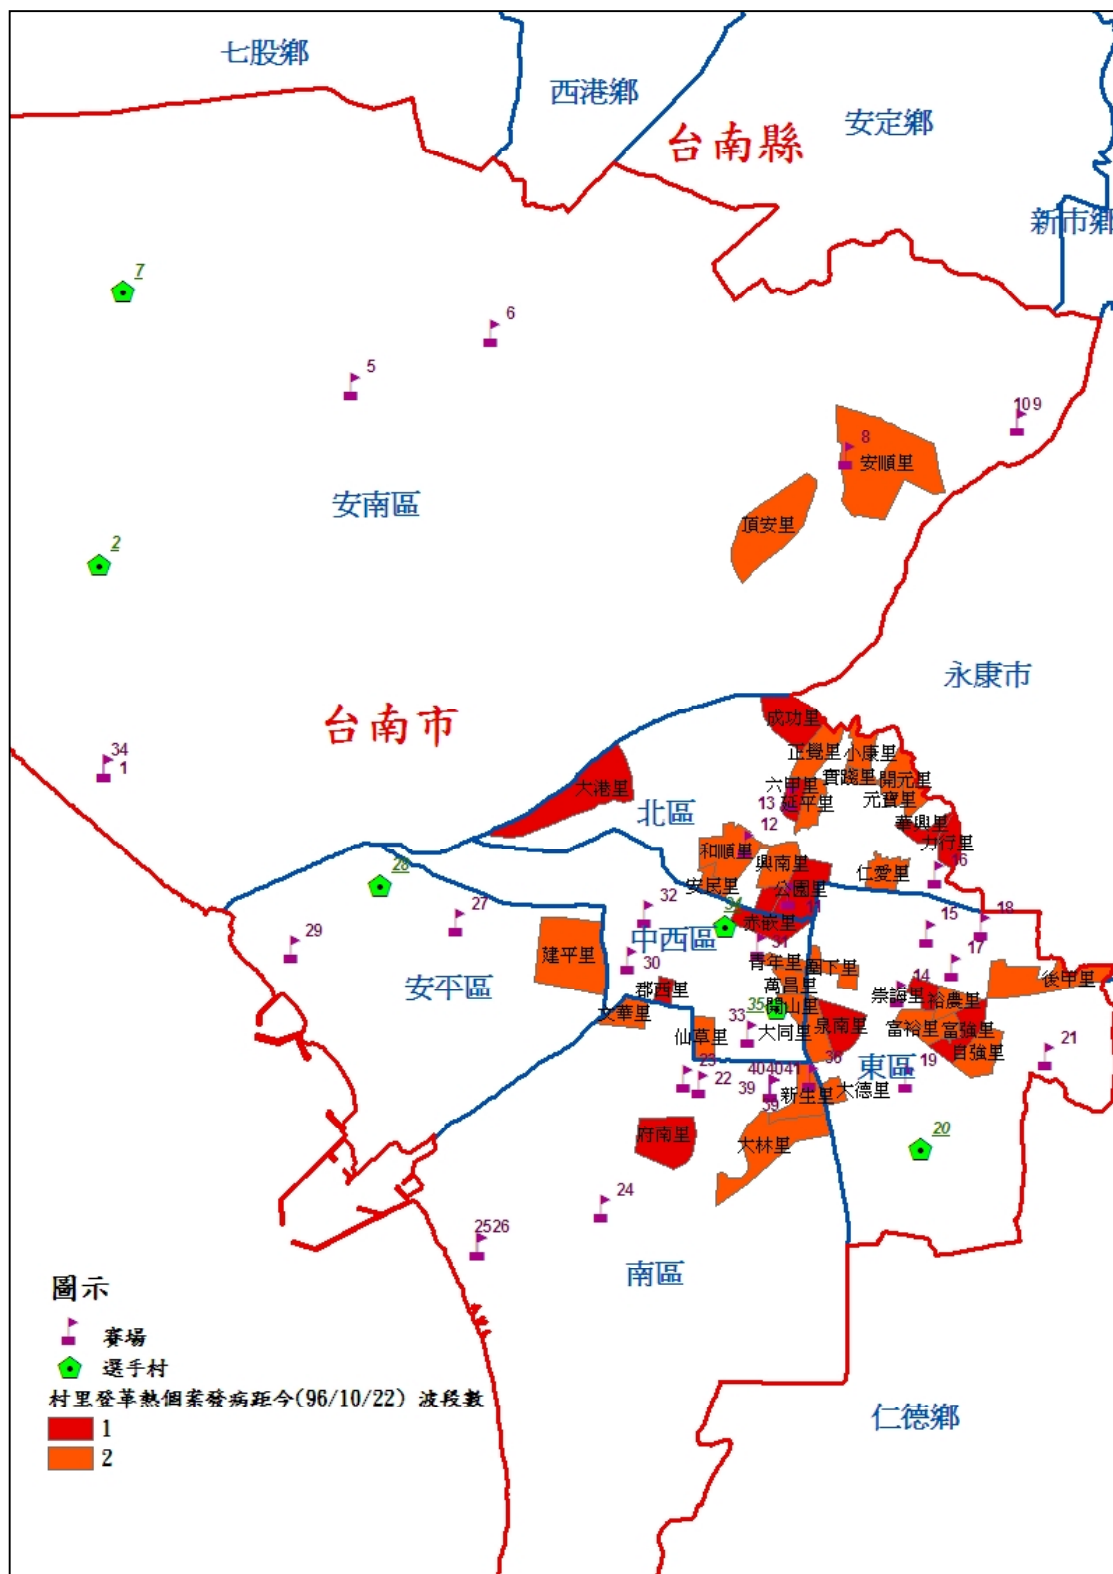 七股鄉
西港鄉
安定鄉
台南縣
新市鄉
7
6
5
109
8
安順里
安南區
頂安里
2
永康市
台南市
成功里
34
1
正覺里
小康里
大港里
六甲里
實踐里
開元里
13
延平里
元寶里
北區
華興里
12
力行里
和順里
興南里
16
28
安民里
公園里
仁愛里
32
11
27
赤嵌里
15
18
29
中西區
31
建平里
30
青年里
圍下里
17
安平區
郡西里
萬昌里
14
後甲里
崇誨里
裕農里
文華里
35
開山里
仙草里
33
大同里
泉南里
富裕里
富強里
自強里
21
23
404041
36
東區
19
22
39
新生里
大德里
39
20
府南里
大林里
24
2526
南區
圖示
賽場
選手村
村里登革熱個案發病距今(96/10/22) 波段數
1
2
仁德鄉